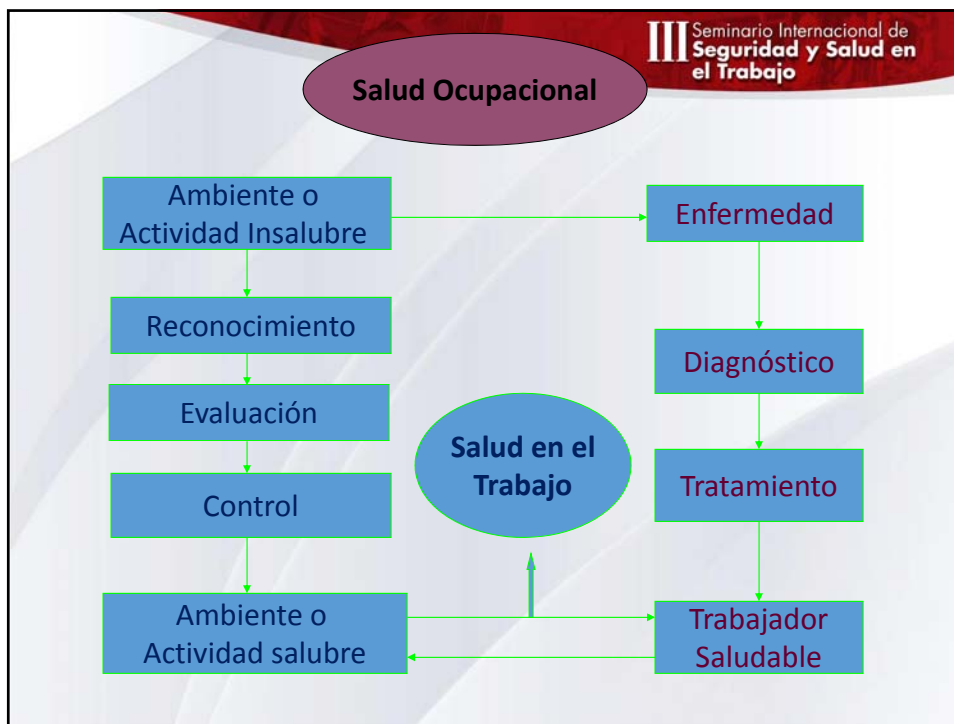 III Seminario Internacional de
Seguridad y Salud en
el Trabajo
Salud Ocupacional
Ambiente o
Actividad Insalubre
Enfermedad
Reconocimiento
Diagnóstico
Evaluación
Salud en el
Trabajo
Tratamiento
Control
Ambiente o
Actividad salubre
Trabajador
Saludable